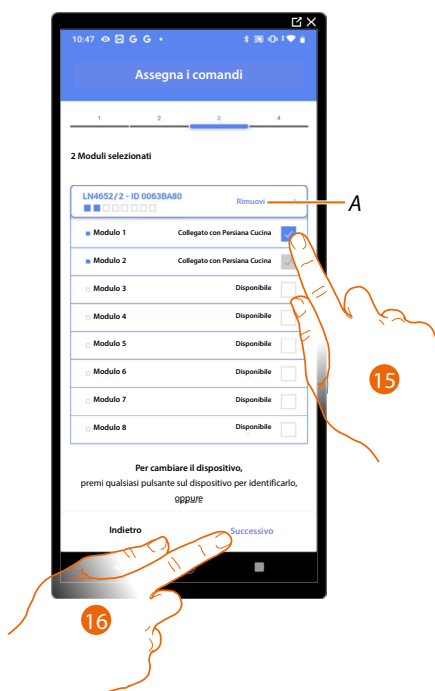 10:47 G G
Assegna i comandi
1 2 3 4
2 Moduli selezionati
LN4652/2 - ID 0063BA80
Rimuovi
A
Modulo 1 Collegato con Persiana Cucina
Modulo 2 Collegato con Persiana Cucina
Modulo 3 Disponibile
Modulo 4 Disponibile
Modulo 5 Disponibile
Modulo 6 Disponibile
Modulo 7 Disponibile
Modulo 8 Disponibile
15
Per cambiare il dispositivo,
premi qualsiasi pulsante sul dispositivo per identificarlo,
oppure
Indietro Successivo
16